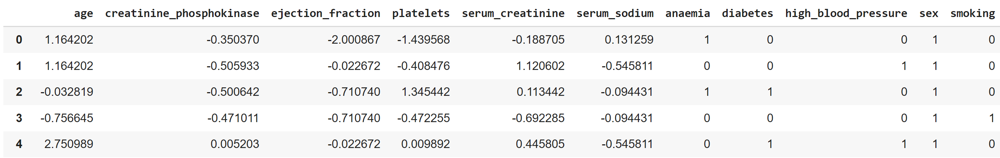 age creatinine_phosphokinase ejection_fraction platelets serum_creatinine serum_sodium anaemia diabetes high_blood_pressure sex smoking
0 1.164202 -0.350370 -2.000867 -1.439568 -0.188705 0.131259 1 0 0 1 0
1 1.164202 -0.505933 -0.022672 -0.408476 1.120602 -0.545811 0 0 1 1 0
2 -0.032819 -0.500642 -0.710740 1.345442 0.113442 -0.094431 1 1 0 1 0
3 -0.756645 -0.471011 -0.710740 -0.472255 -0.692285 -0.094431 0 0 0 1 1
4 2.750989 0.005203 -0.022672 0.009892 0.445805 -0.545811 0 1 1 1 0